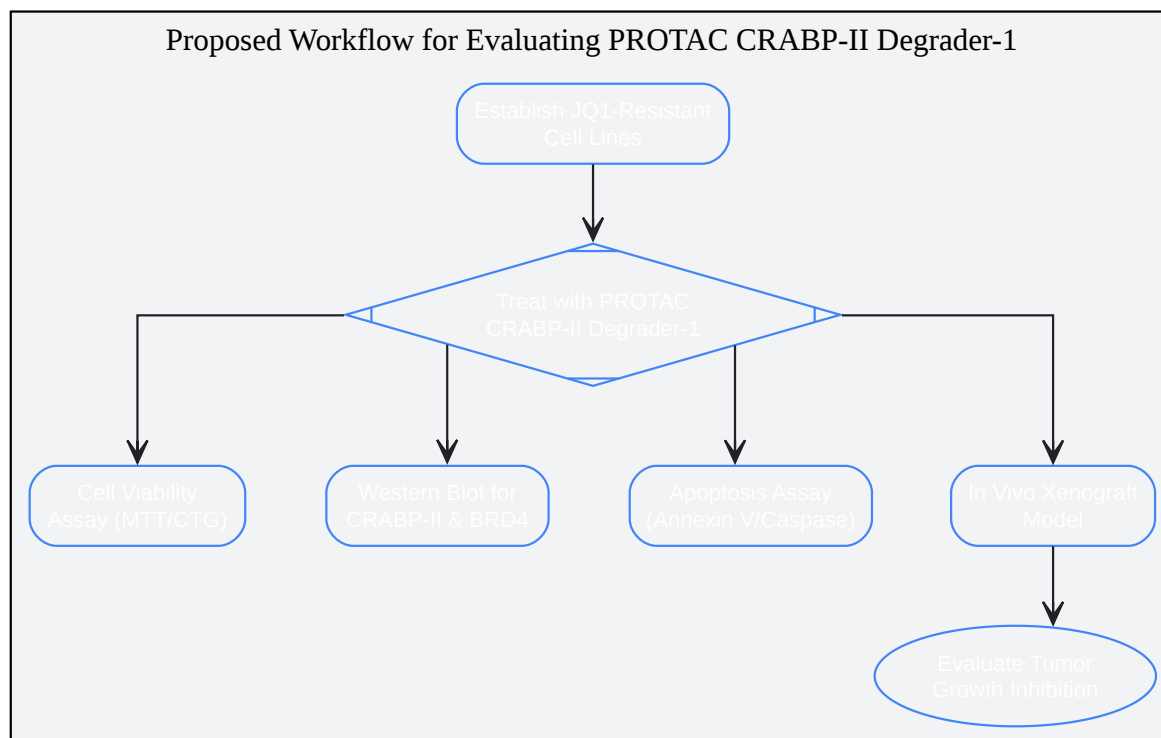 Proposed Workflow for Evaluating PROTAC CRABP-II Degrader-1
Establish JQ1-Resistant
Cell Lines
Treat with PROTAC
CRABP-II Degrader-1
Cell Viability
Assay (MTT/CTG)
Western Blot for
CRABP-II & BRD4
Apoptosis Assay
(Annexin V/Caspase)
In Vivo Xenograft
Model
Evaluate Tumor
Growth Inhibition